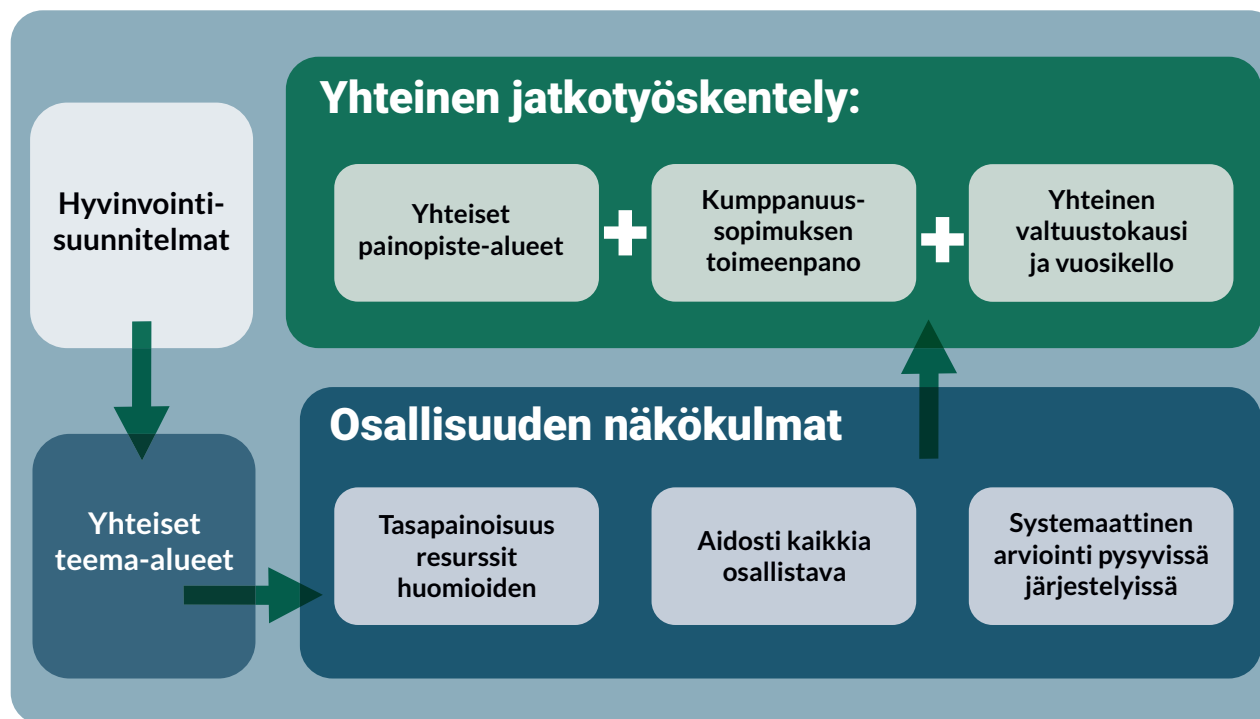 Yhteinen jatkotyöskentely:
Hyvinvointi-
suunnitelmat
Yhteiset
painopiste-alueet
Kumppanuus-
sopimuksen
toimeenpano
Yhteinen
valtuustokausi
ja vuosikello
Yhteiset
teema-alueet
Osallisuuden näkökulmat
Tasapainoisuus
resurssit
huomioiden
Aidosti kaikkia
osallistava
Systemaattinen
arviointi pysyvissä
järjestelyissä